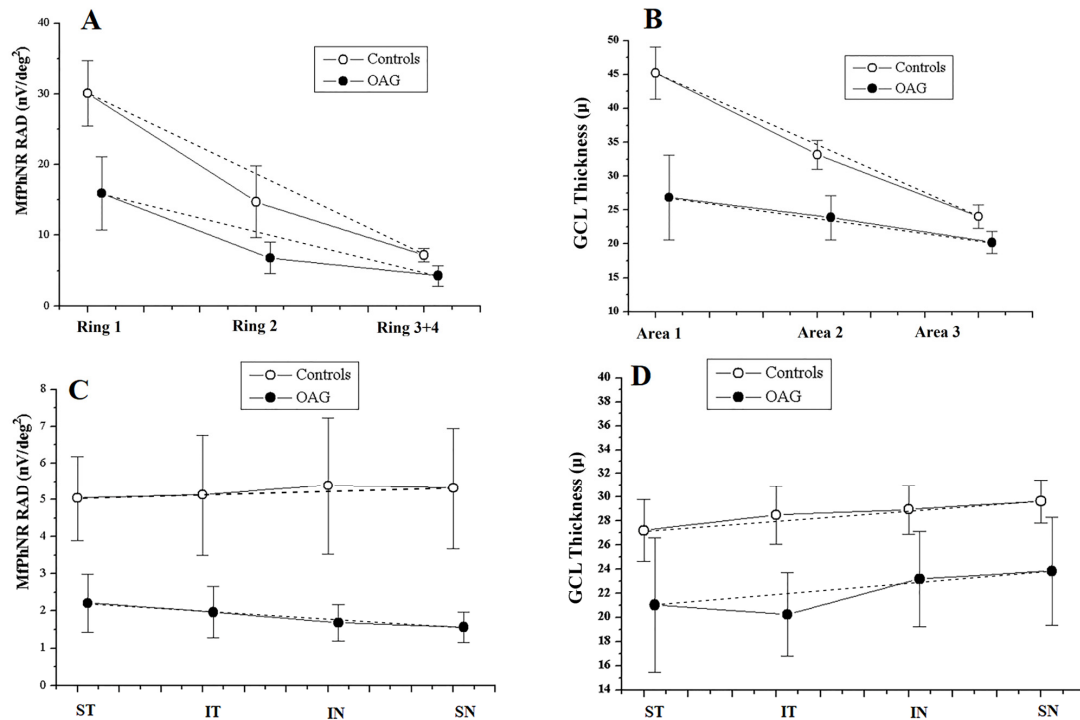 A
MfPhNR RAD (nV/deg²)
40
30
20
10
0
Controls
OAG
Ring 1
Ring 2
Ring 3+4
B
GCL Thickness (µ)
50
45
40
35
30
25
20
15
10
Controls
OAG
Area 1
Area 2
Area 3
C
MfPhNR RAD (nV/deg²)
8
7
6
5
4
3
2
1
0
Controls
OAG
ST
IT
IN
SN
D
GCL Thickness (µ)
40
38
36
34
32
30
28
26
24
22
20
18
16
14
Controls
OAG
ST
IT
IN
SN